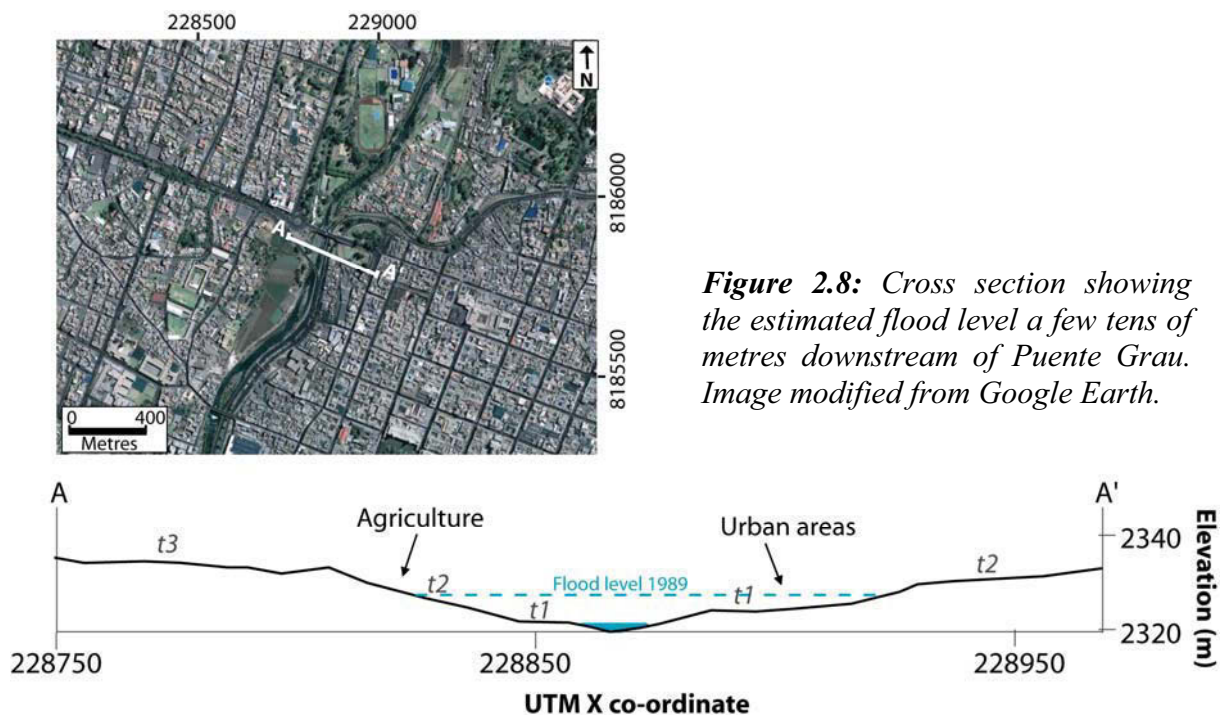 228500 229000
N
8186000
A
A'
8185500
0 400
Metres
Figure 2.8: Cross section showing
the estimated flood level a few tens of
metres downstream of Puente Grau.
Image modified from Google Earth.
A A'
Agriculture Urban areas
t3 t2 t1 Flood level 1989 t1 t2
2340
2320
Elevation (m)
228750 228850 228950
UTM X co-ordinate